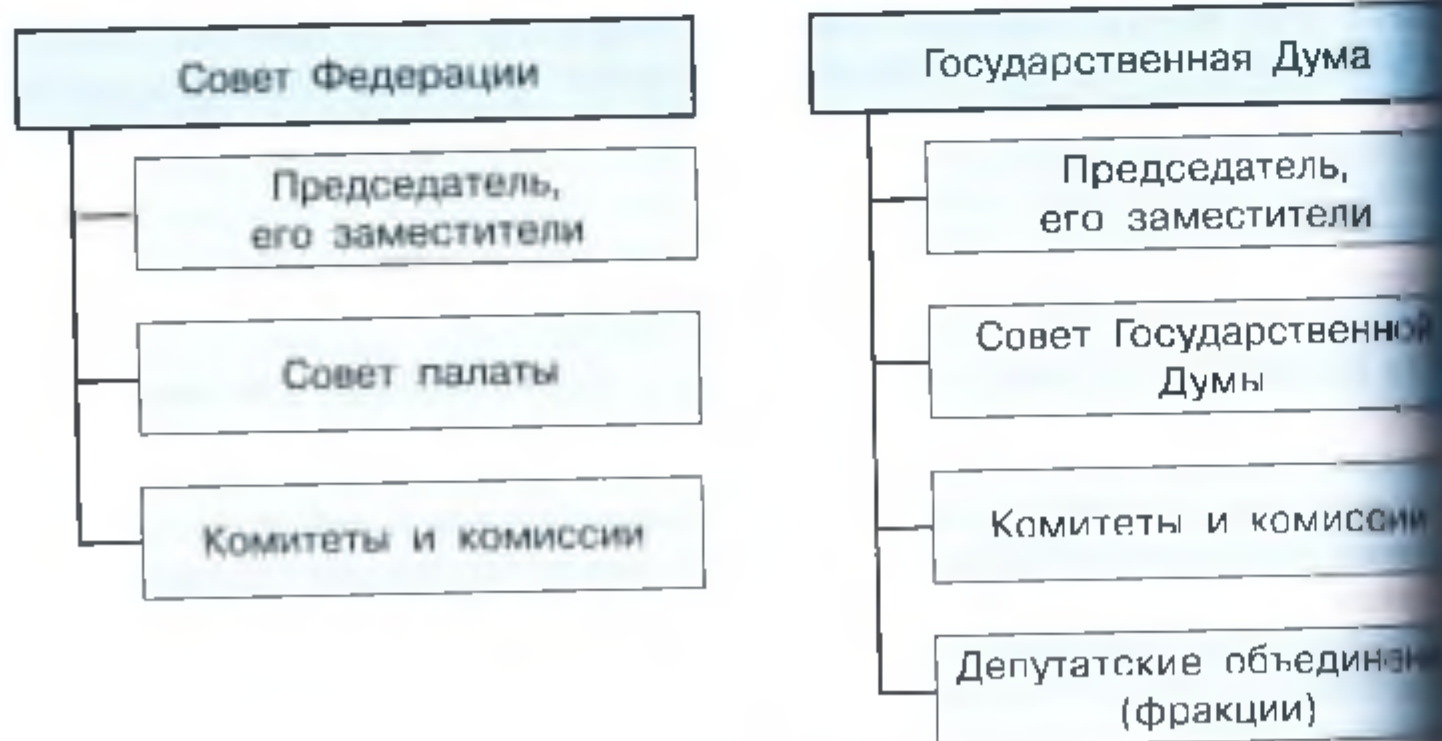 Совет Федерации
Председатель,
его заместители
Совет палаты
Комитеты и комиссии
Государственная Дума
Председатель,
его заместители
Совет Государственной
Думы
Комитеты и комиссии
Депутатские
(фракции)